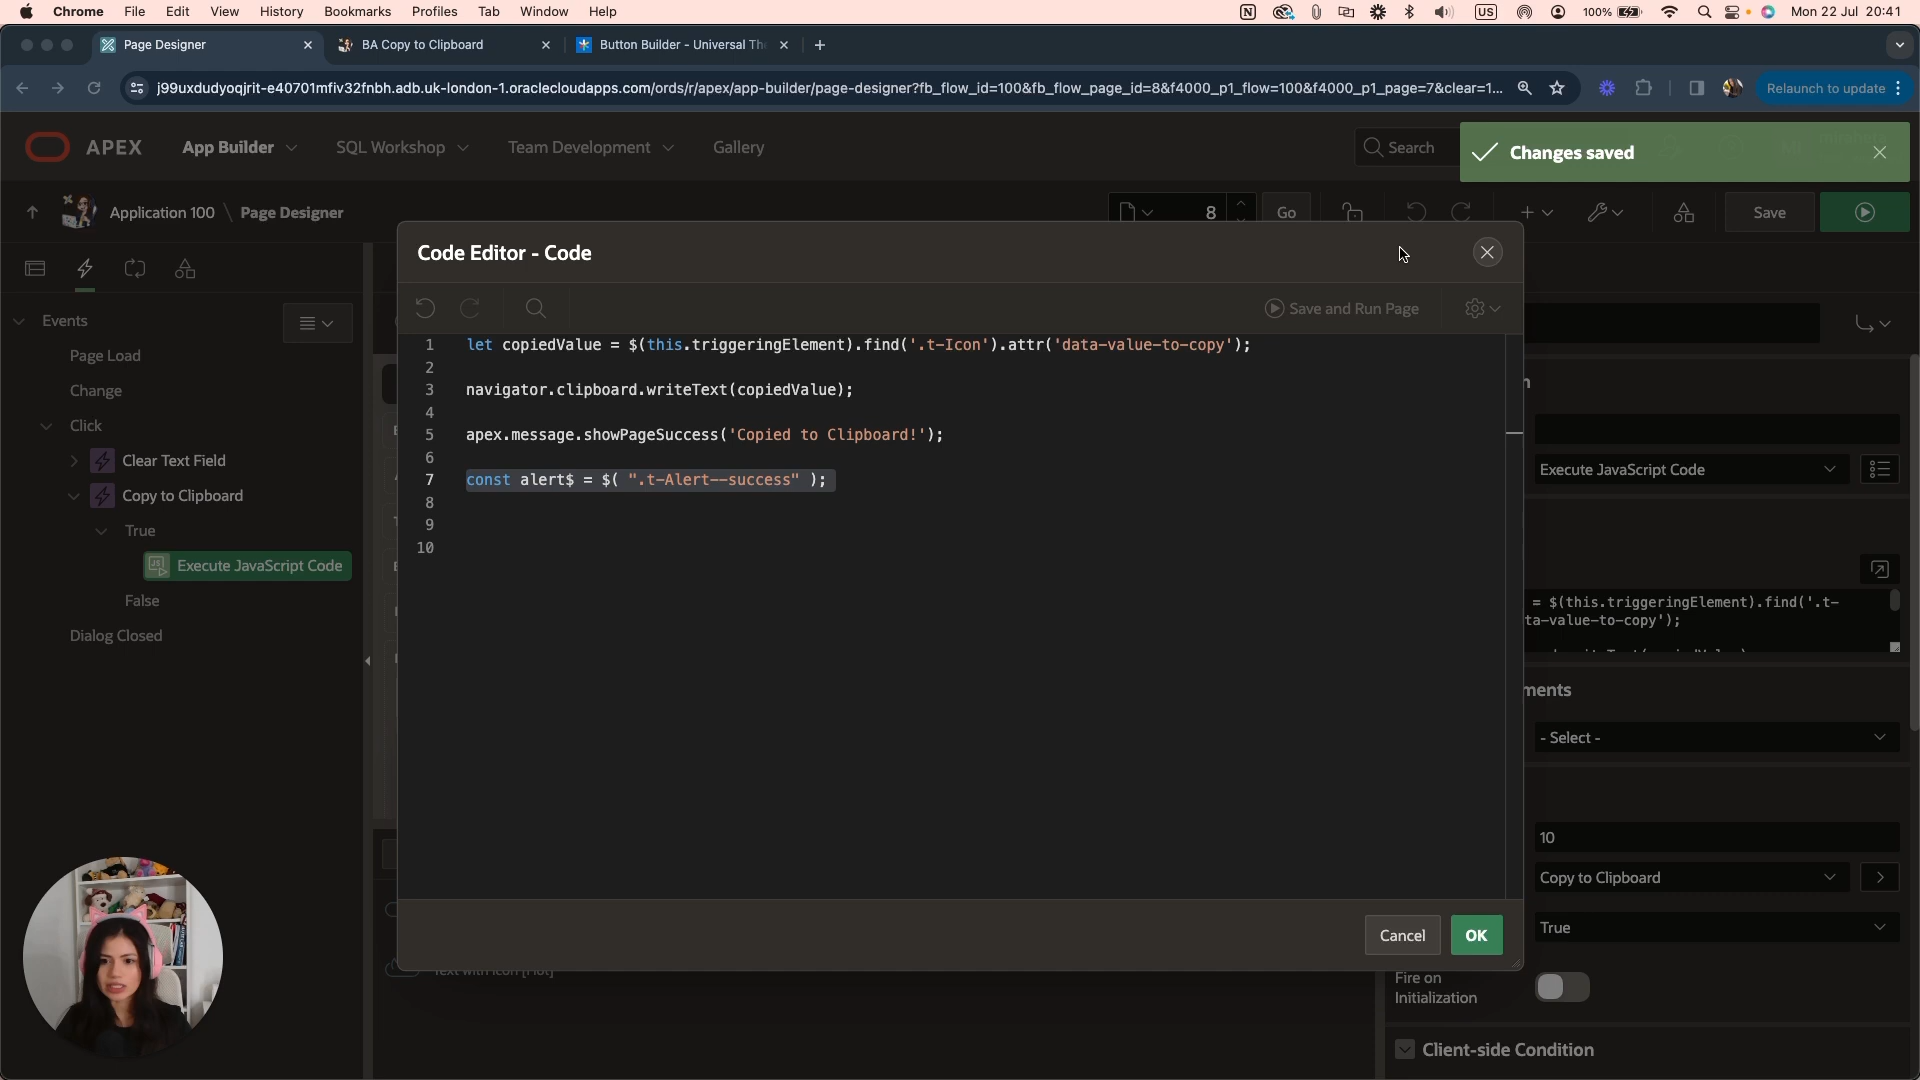 Chrome File Edit View History Bookmarks Profiles Tab Window Help
US 100% Mon 22 Jul 20:41
Page Designer
BA Copy to Clipboard
Button Builder - Universal Th
j99uxdudyoqjrit-e40701mfiv32fnbh.adb.uk-london-1.oraclecloudapps.com/ords/r/apex/app-builder/page-designer?fb_flow_id=100&fb_flow_page_id=8&f4000_p1_flow=100&f4000_p1_page=7&clear=1...
Relaunch to update
APEX App Builder SQL Workshop Team Development Gallery
Search
Changes saved
Application 100 \ Page Designer
8 Go
Save
Events
Page Load
Change
Click
Clear Text Field
Copy to Clipboard
True
JS Execute JavaScript Code
False
Dialog Closed
Code Editor - Code
Save and Run Page
1 let copiedValue = $(this.triggeringElement).find('.t-Icon').attr('data-value-to-copy');
2
3 navigator.clipboard.writeText(copiedValue);
4
5 apex.message.showPageSuccess('Copied to Clipboard!');
6
7 const alert$ = $( ".t-Alert--success" );
8
9
10
Cancel
OK
Text with Icon [Hot]
n
Execute JavaScript Code
= $(this.triggeringElement).find('.t-
ta-value-to-copy');
ments
- Select -
10
Copy to Clipboard
True
Fire on
Initialization
Client-side Condition